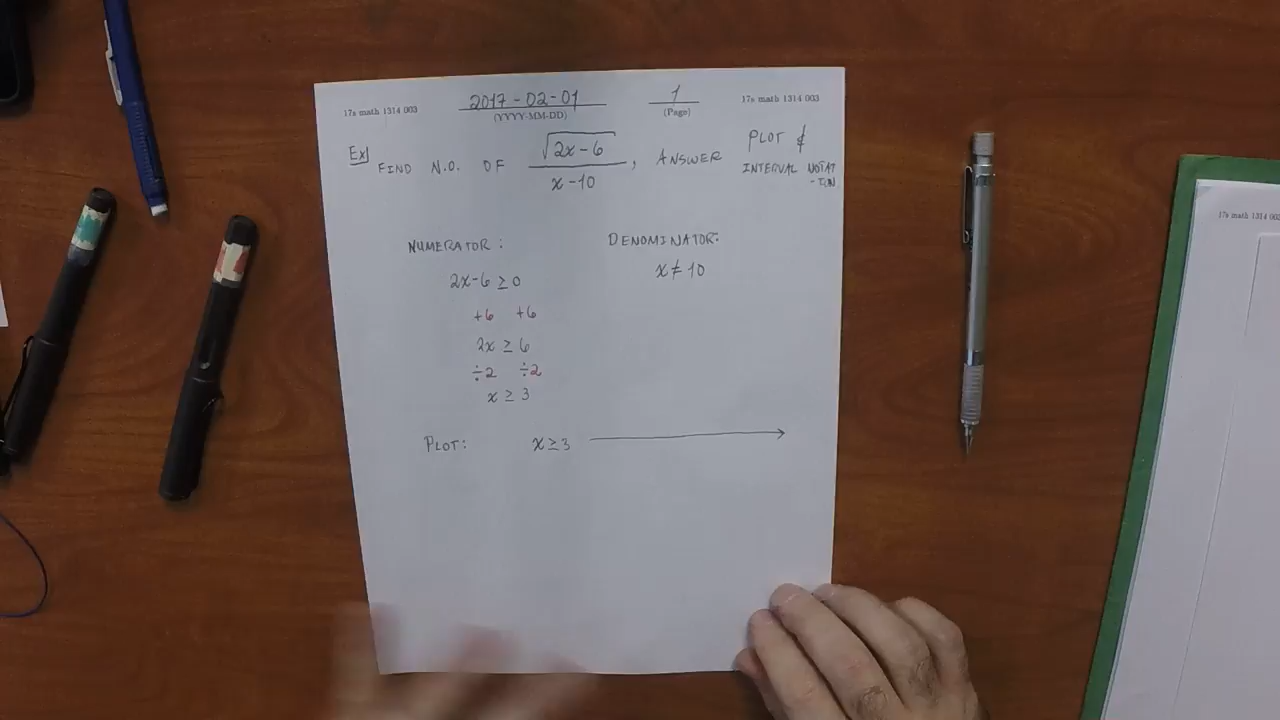 17s math 1314 003 2017-02-01 1 17s math 1314 003
(YYYY-MM-DD) (Page)
Ex FIND N.D. OF √2x-6 / x-10, ANSWER PLOT &
INTERVAL NOTAT
-ION
NUMERATOR: DENOMINATOR:
2x-6 ≥ 0 x ≠ 10
+6 +6
2x ≥ 6
÷2 ÷2
x ≥ 3
PLOT: x ≥ 3
17s math 1314 003